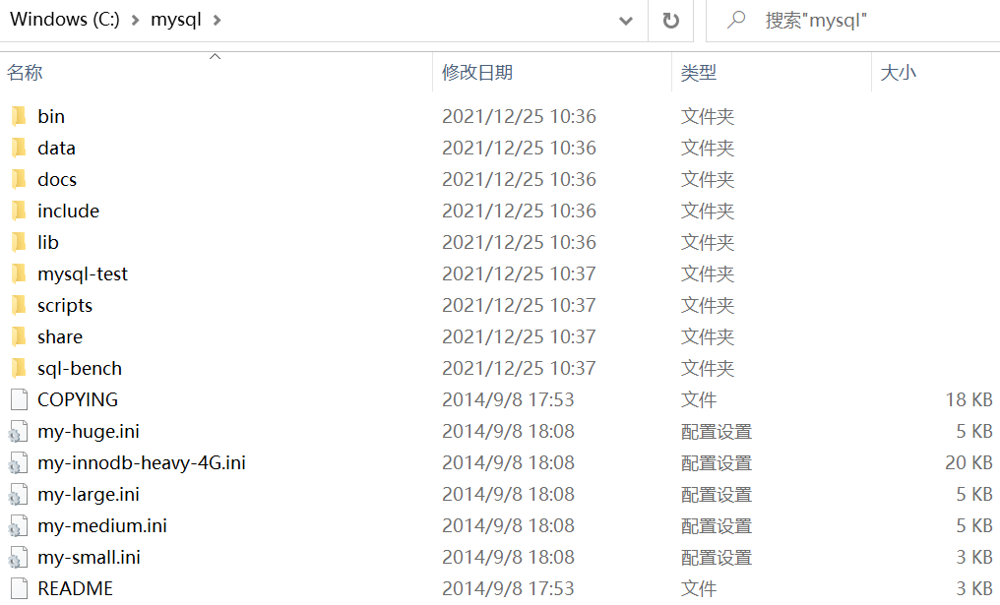 Windows (C:) > mysql > 搜索"mysql"
名称 修改日期 类型 大小
bin 2021/12/25 10:36 文件夹
data 2021/12/25 10:36 文件夹
docs 2021/12/25 10:36 文件夹
include 2021/12/25 10:36 文件夹
lib 2021/12/25 10:36 文件夹
mysql-test 2021/12/25 10:37 文件夹
scripts 2021/12/25 10:37 文件夹
share 2021/12/25 10:37 文件夹
sql-bench 2021/12/25 10:37 文件夹
COPYING 2014/9/8 17:53 文件 18 KB
my-huge.ini 2014/9/8 18:08 配置设置 5 KB
my-innodb-heavy-4G.ini 2014/9/8 18:08 配置设置 20 KB
my-large.ini 2014/9/8 18:08 配置设置 5 KB
my-medium.ini 2014/9/8 18:08 配置设置 5 KB
my-small.ini 2014/9/8 18:08 配置设置 3 KB
README 2014/9/8 17:53 文件 3 KB